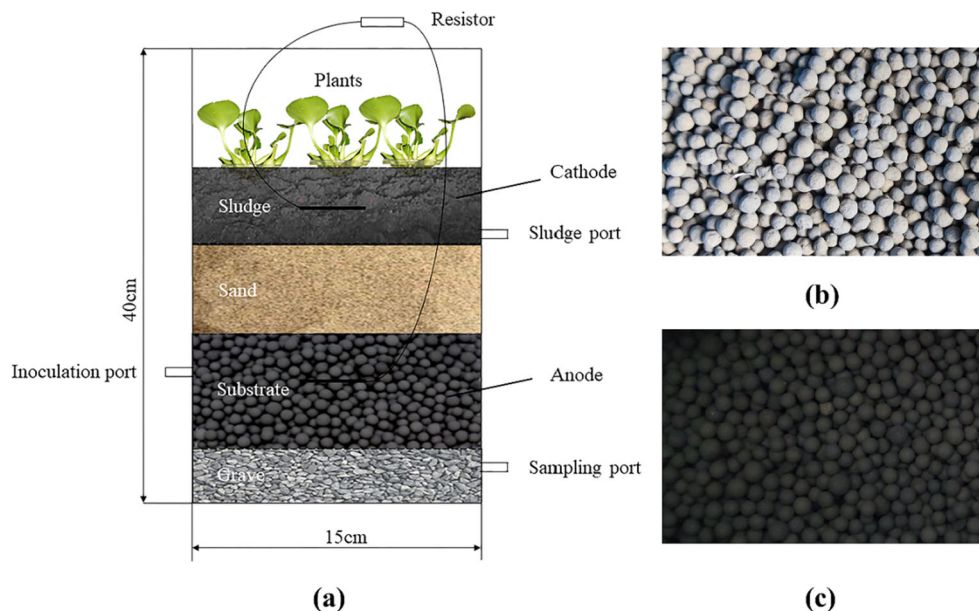 Resistor
Plants
Cathode
Sludge
Sludge port
Sand
40cm
Inoculation port
Substrate
Anode
Grave
Sampling port
15cm
(a)
(b)
(c)